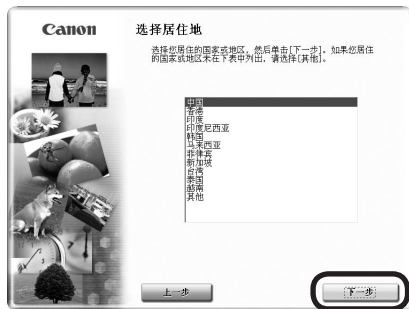 Canon
选择居住地
选择您居住的国家或地区，然后单击[下一步]。如果您居住
的国家或地区未在下表中列出，请选择[其他]。
中国
香港
印度
印度尼西亚
韩国
马来西亚
菲律宾
新加坡
台湾
泰国
越南
其他
上一步
下一步